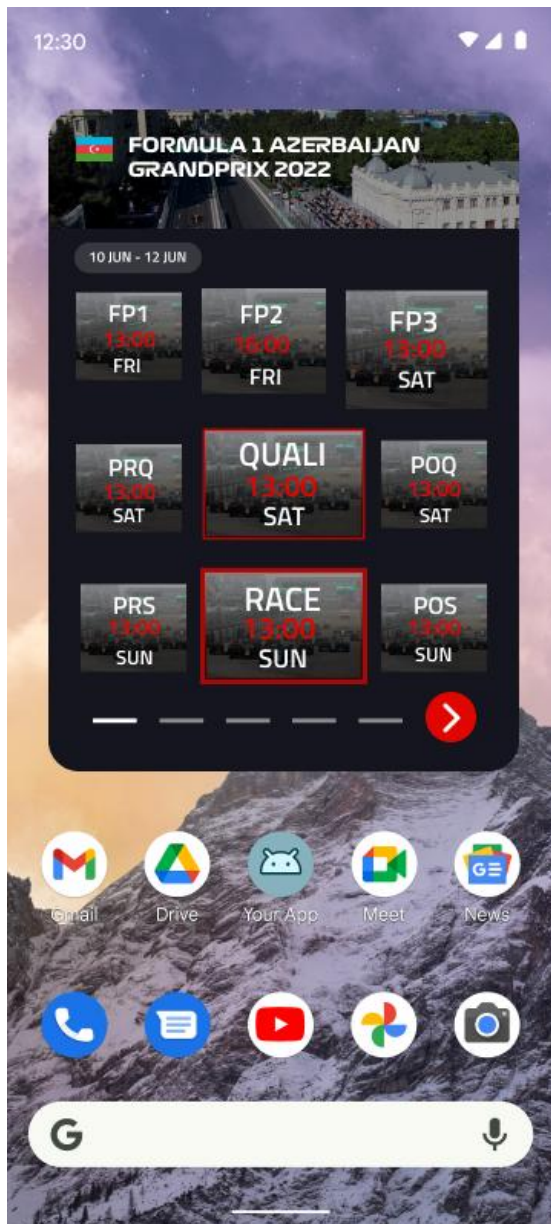 12:30
FORMULA 1 AZERBAIJAN
GRANDPRIX 2022
10 JUN - 12 JUN
FP1
13:00
FRI
FP2
16:00
FRI
FP3
13:00
SAT
PRQ
13:00
SAT
QUALI
13:00
SAT
POQ
13:00
SAT
PRS
13:00
SUN
RACE
13:00
SUN
POS
13:00
SUN
Gmail
Drive
Your App
Meet
News